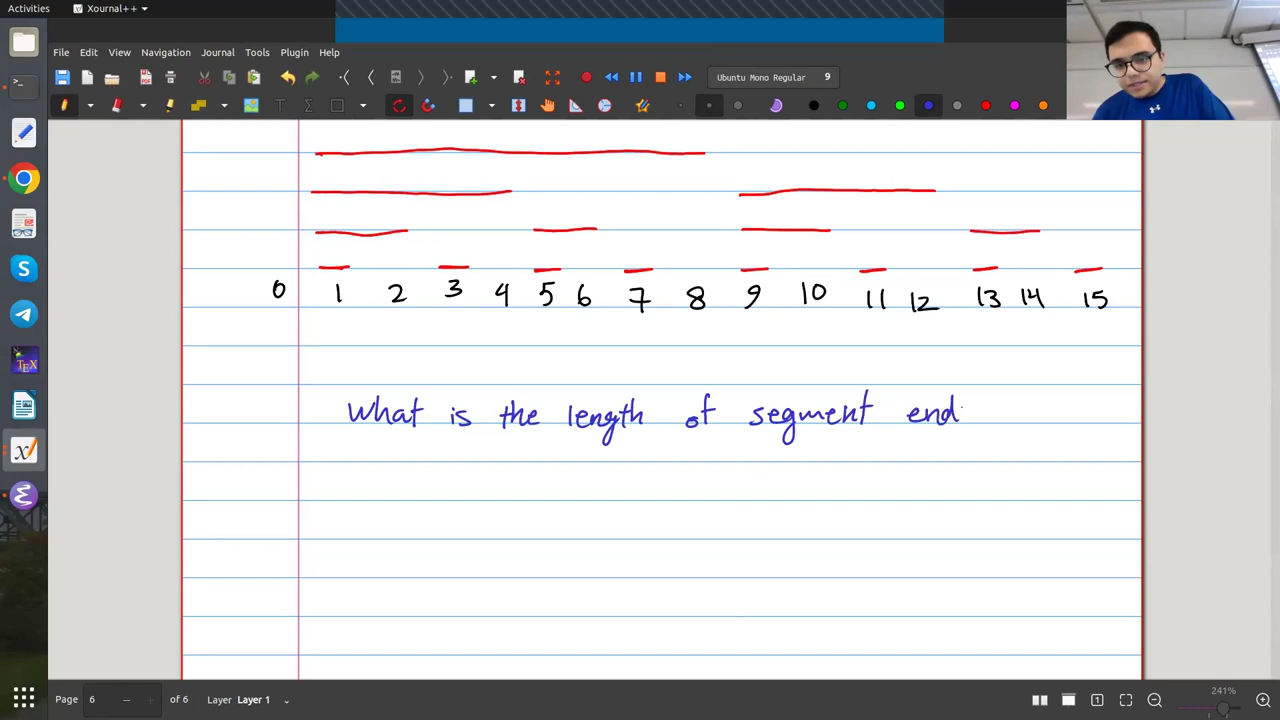 Activities Xournal++
File Edit View Navigation Journal Tools Plugin Help
Ubuntu Mono Regular 9
0 1 2 3 4 5 6 7 8 9 10 11 12 13 14 15
What is the length of segment end
Page 6 of 6 Layer Layer 1 241%